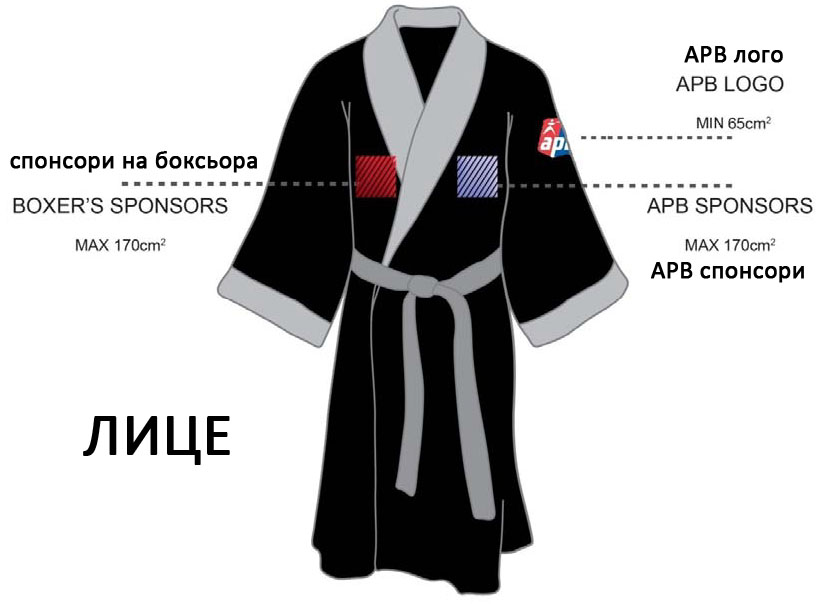 APB лого
APB LOGO
MIN 65cm²
apb
спонсори на боксьора
BOXER'S SPONSORS
MAX 170cm²
APB SPONSORS
MAX 170cm²
APB спонсори
ЛИЦЕ